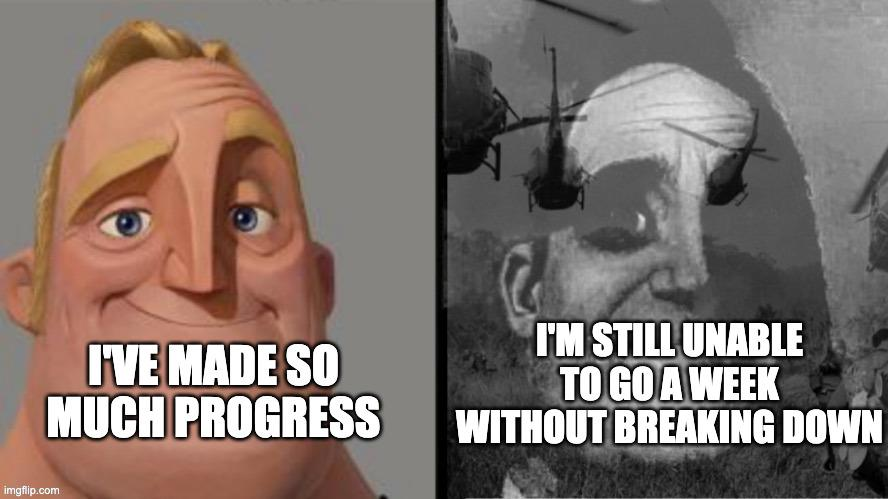 I'VE MADE SO
MUCH PROGRESS
I'M STILL UNABLE
TO GO A WEEK
WITHOUT BREAKING DOWN
imgflip.com